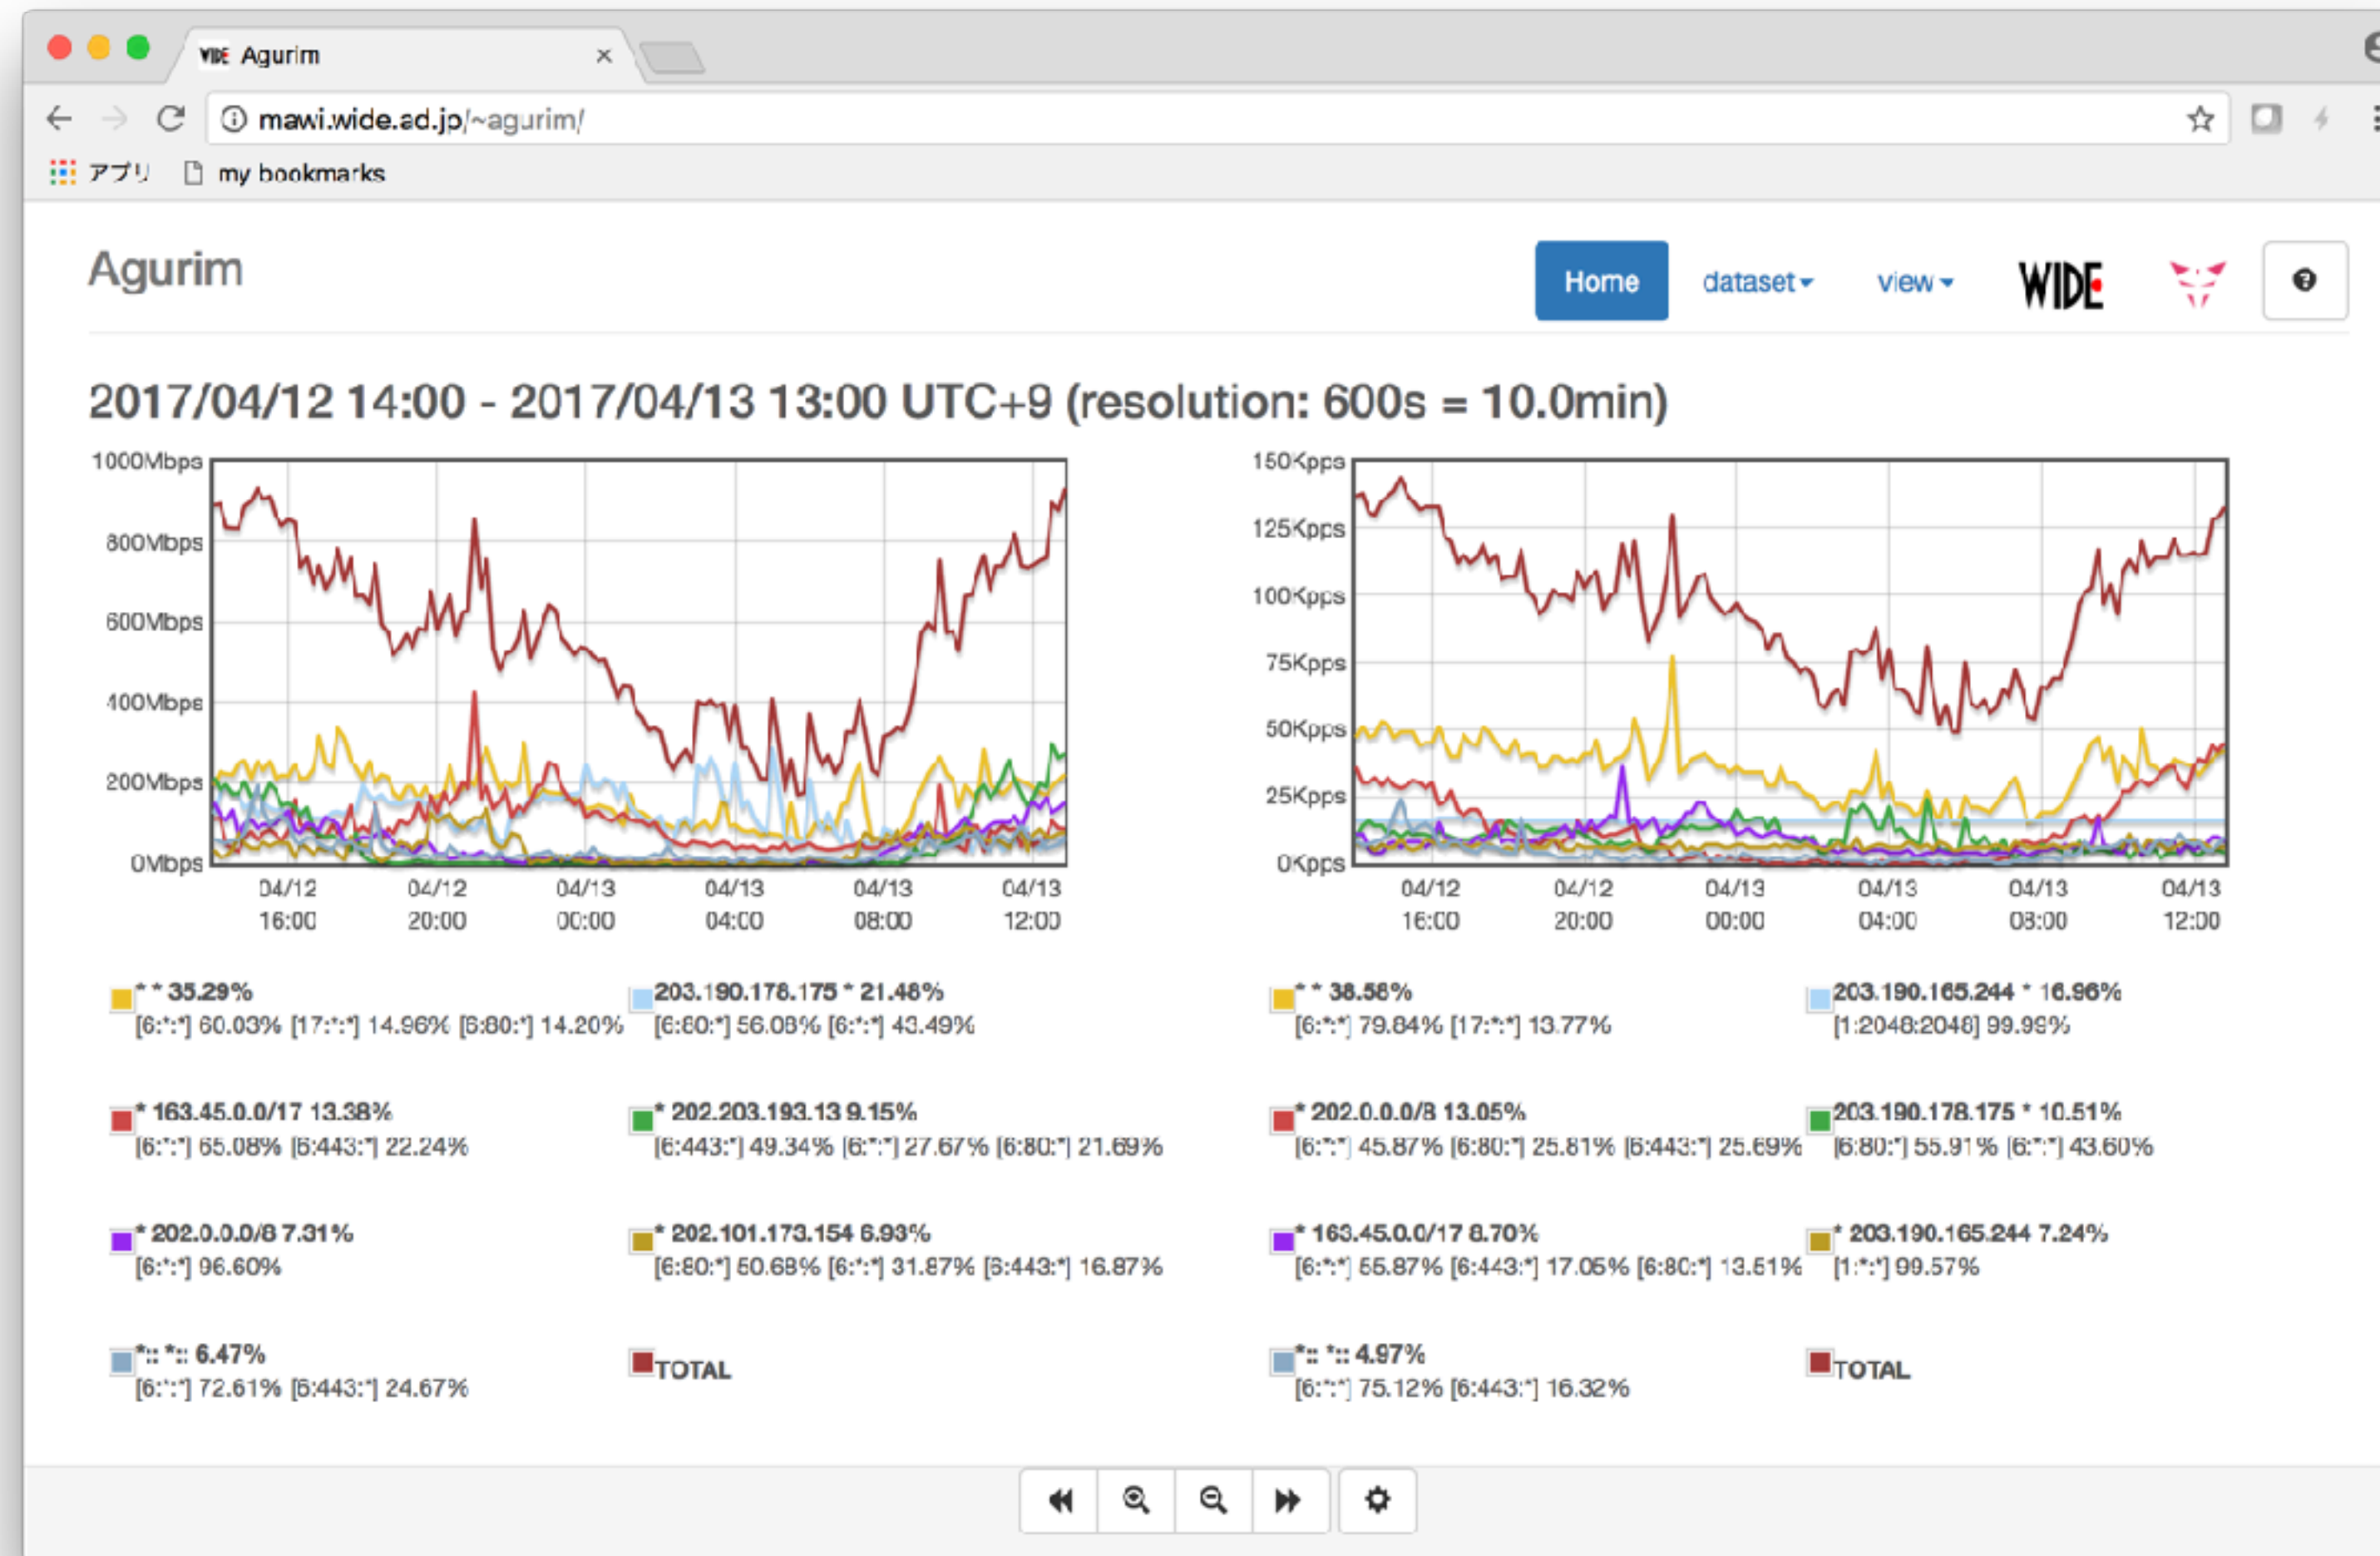 WIDE Agurim
mawi.wide.ad.jp/~agurim/
アプリ my bookmarks
Agurim
Home dataset view WIDE
2017/04/12 14:00 - 2017/04/13 13:00 UTC+9 (resolution: 600s = 10.0min)
1000Mbps
800Mbps
600Mbps
400Mbps
200Mbps
0Mbps
04/12 04/12 04/13 04/13 04/13 04/13
16:00 20:00 00:00 04:00 08:00 12:00
150Kpps
125Kpps
100Kpps
75Kpps
50Kpps
25Kpps
0Kpps
04/12 04/12 04/13 04/13 04/13 04/13
16:00 20:00 00:00 04:00 08:00 12:00
* * 35.29%
[6:*:*] 60.03% [17:*:*] 14.96% [6:80:*] 14.20%
203.190.178.175 * 21.48%
[6:80:*] 56.08% [6:*:*] 43.49%
* 163.45.0.0/17 13.38%
[6:*:*] 65.08% [6:443:*] 22.24%
* 202.203.193.13 9.15%
[6:443:*] 49.34% [6:*:*] 27.67% [6:80:*] 21.69%
* 202.0.0.0/8 7.31%
[6:*:*] 96.60%
* 202.101.173.154 6.93%
[6:80:*] 50.68% [6:*:*] 31.87% [6:443:*] 16.87%
*:: *:: 6.47%
[6:*:*] 72.61% [6:443:*] 24.67%
TOTAL
* * 38.58%
[6:*:*] 79.84% [17:*:*] 13.77%
203.190.165.244 * 16.96%
[1:2048:2048] 99.99%
* 202.0.0.0/8 13.05%
[6:*:*] 45.87% [6:80:*] 25.81% [6:443:*] 25.69%
203.190.178.175 * 10.51%
[6:80:*] 55.91% [6:*:*] 43.60%
* 163.45.0.0/17 8.70%
[6:*:*] 55.87% [6:443:*] 17.05% [6:80:*] 13.51%
* 203.190.165.244 7.24%
[1:*:*] 99.57%
*:: *:: 4.97%
[6:*:*] 75.12% [6:443:*] 16.32%
TOTAL